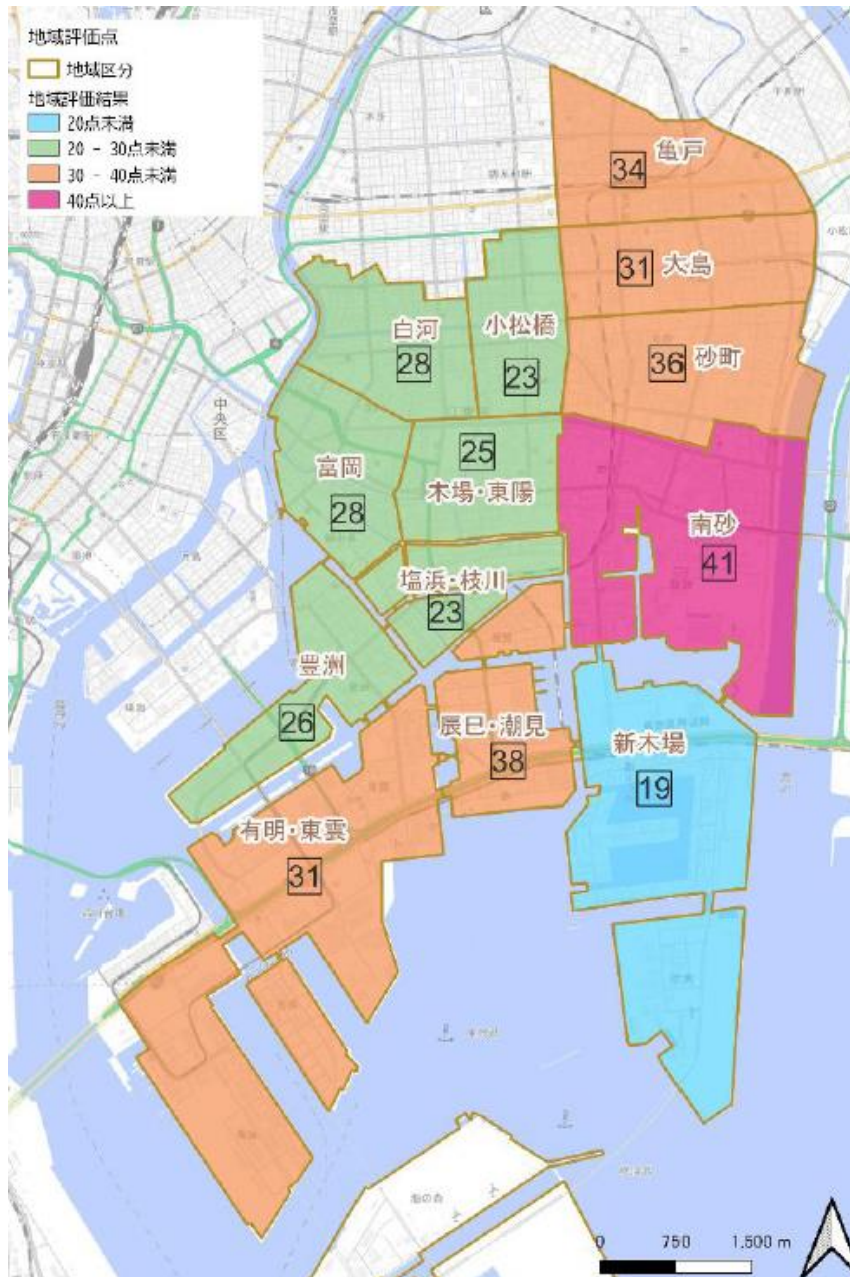 地域評価点
地域区分
地域評価結果
20点未満
20 - 30点未満
30 - 40点未満
40点以上
亀戸
34
31 大島
白河
28
小松橋
23
36 砂町
中央区
富岡
28
25
木場・東陽
南砂
41
塩浜・枝川
23
豊洲
26
辰巳・潮見
38
新木場
19
有明・東雲
31
海の森
0 750 1,500 m